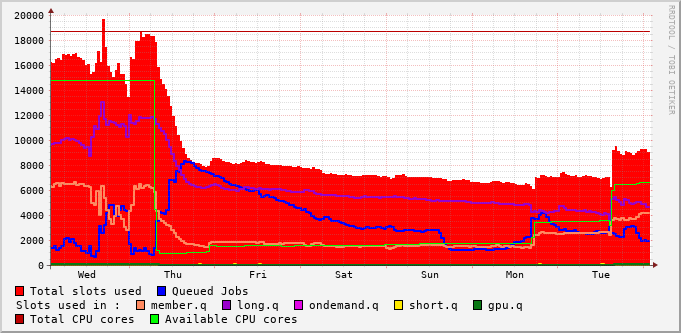 RRDTOOL / TOBI OETIKER
20000
18000
16000
14000
12000
10000
8000
6000
4000
2000
0
Wed Thu Fri Sat Sun Mon Tue
Total slots used Queued Jobs
Slots used in : member.q long.q ondemand.q short.q gpu.q
Total CPU cores Available CPU cores